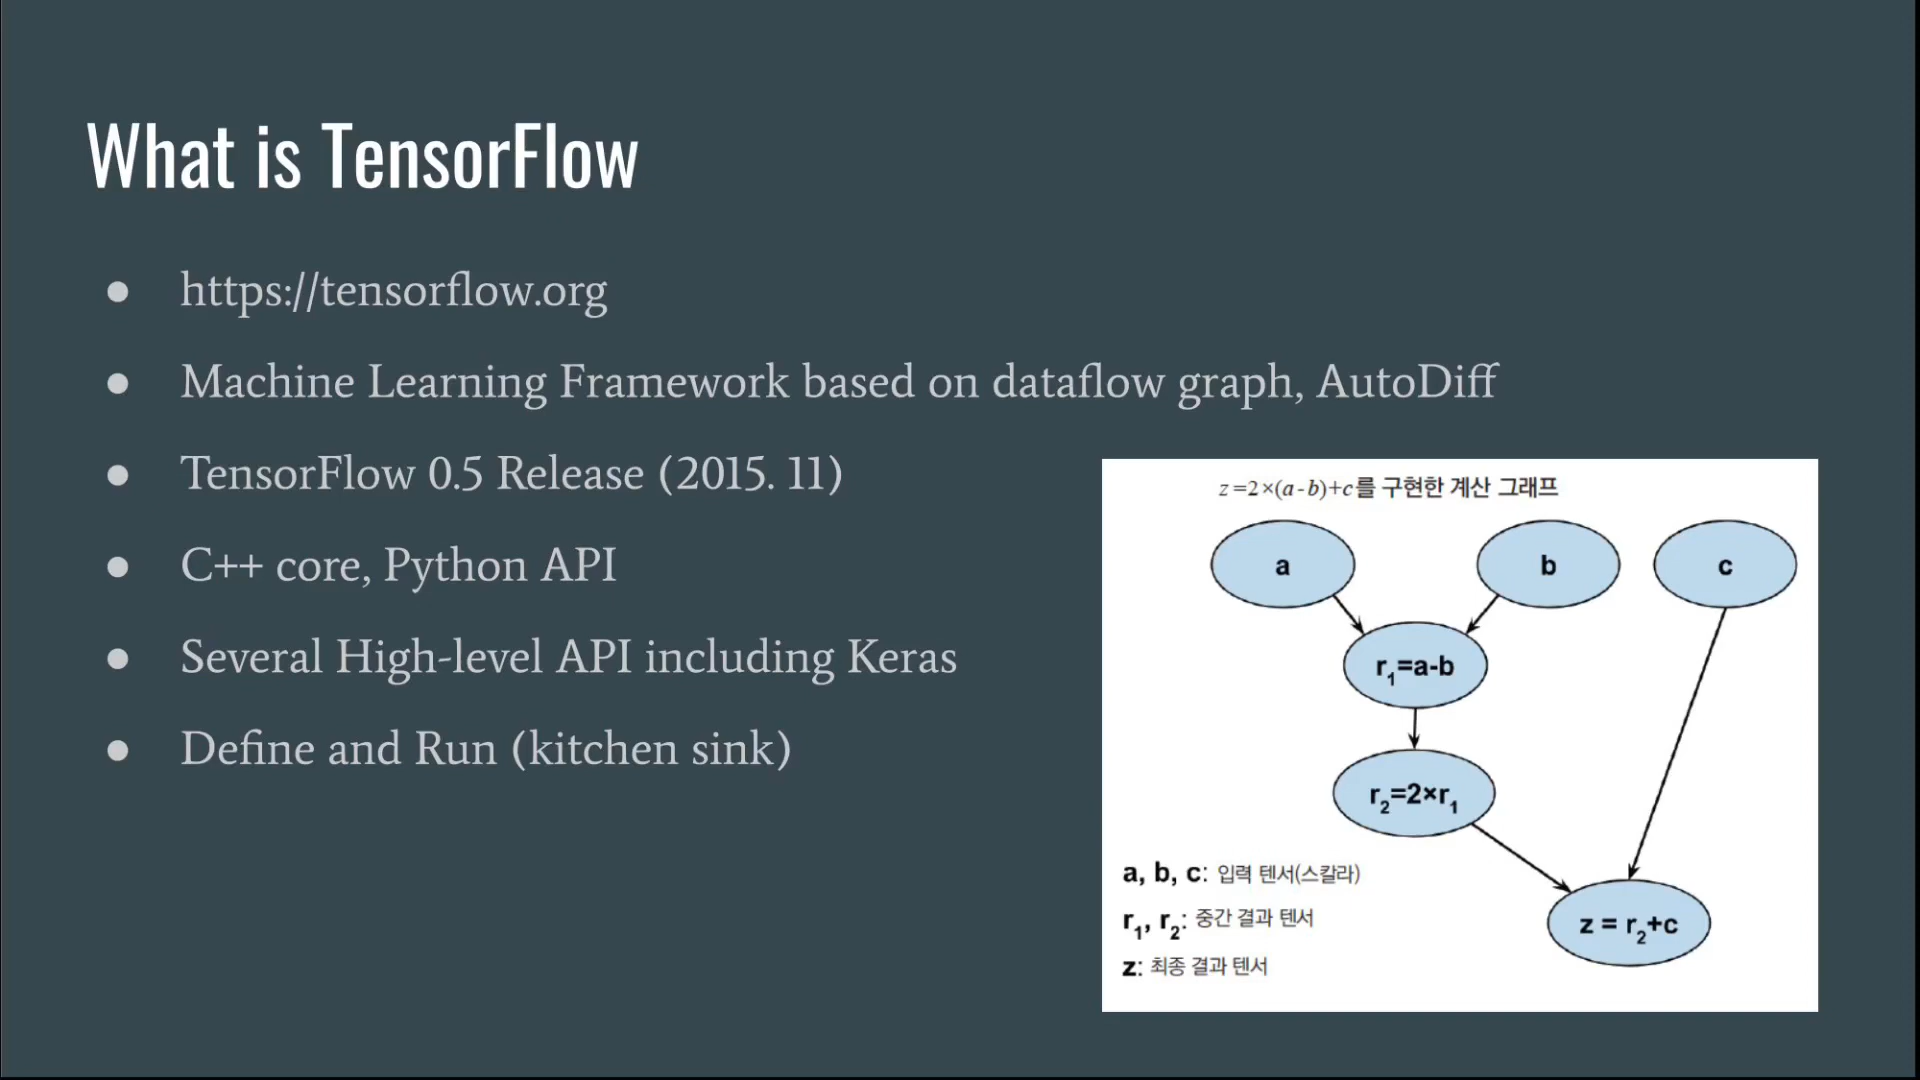 What is TensorFlow
● https://tensorflow.org
● Machine Learning Framework based on dataflow graph, AutoDiff
● TensorFlow 0.5 Release (2015. 11)
● C++ core, Python API
● Several High-level API including Keras
● Define and Run (kitchen sink)
z=2×(a-b)+c를 구현한 계산 그래프
a
b
c
r₁=a-b
r₂=2×r₁
z = r₂+c
a, b, c: 입력 텐서(스칼라)
r₁, r₂: 중간 결과 텐서
z: 최종 결과 텐서